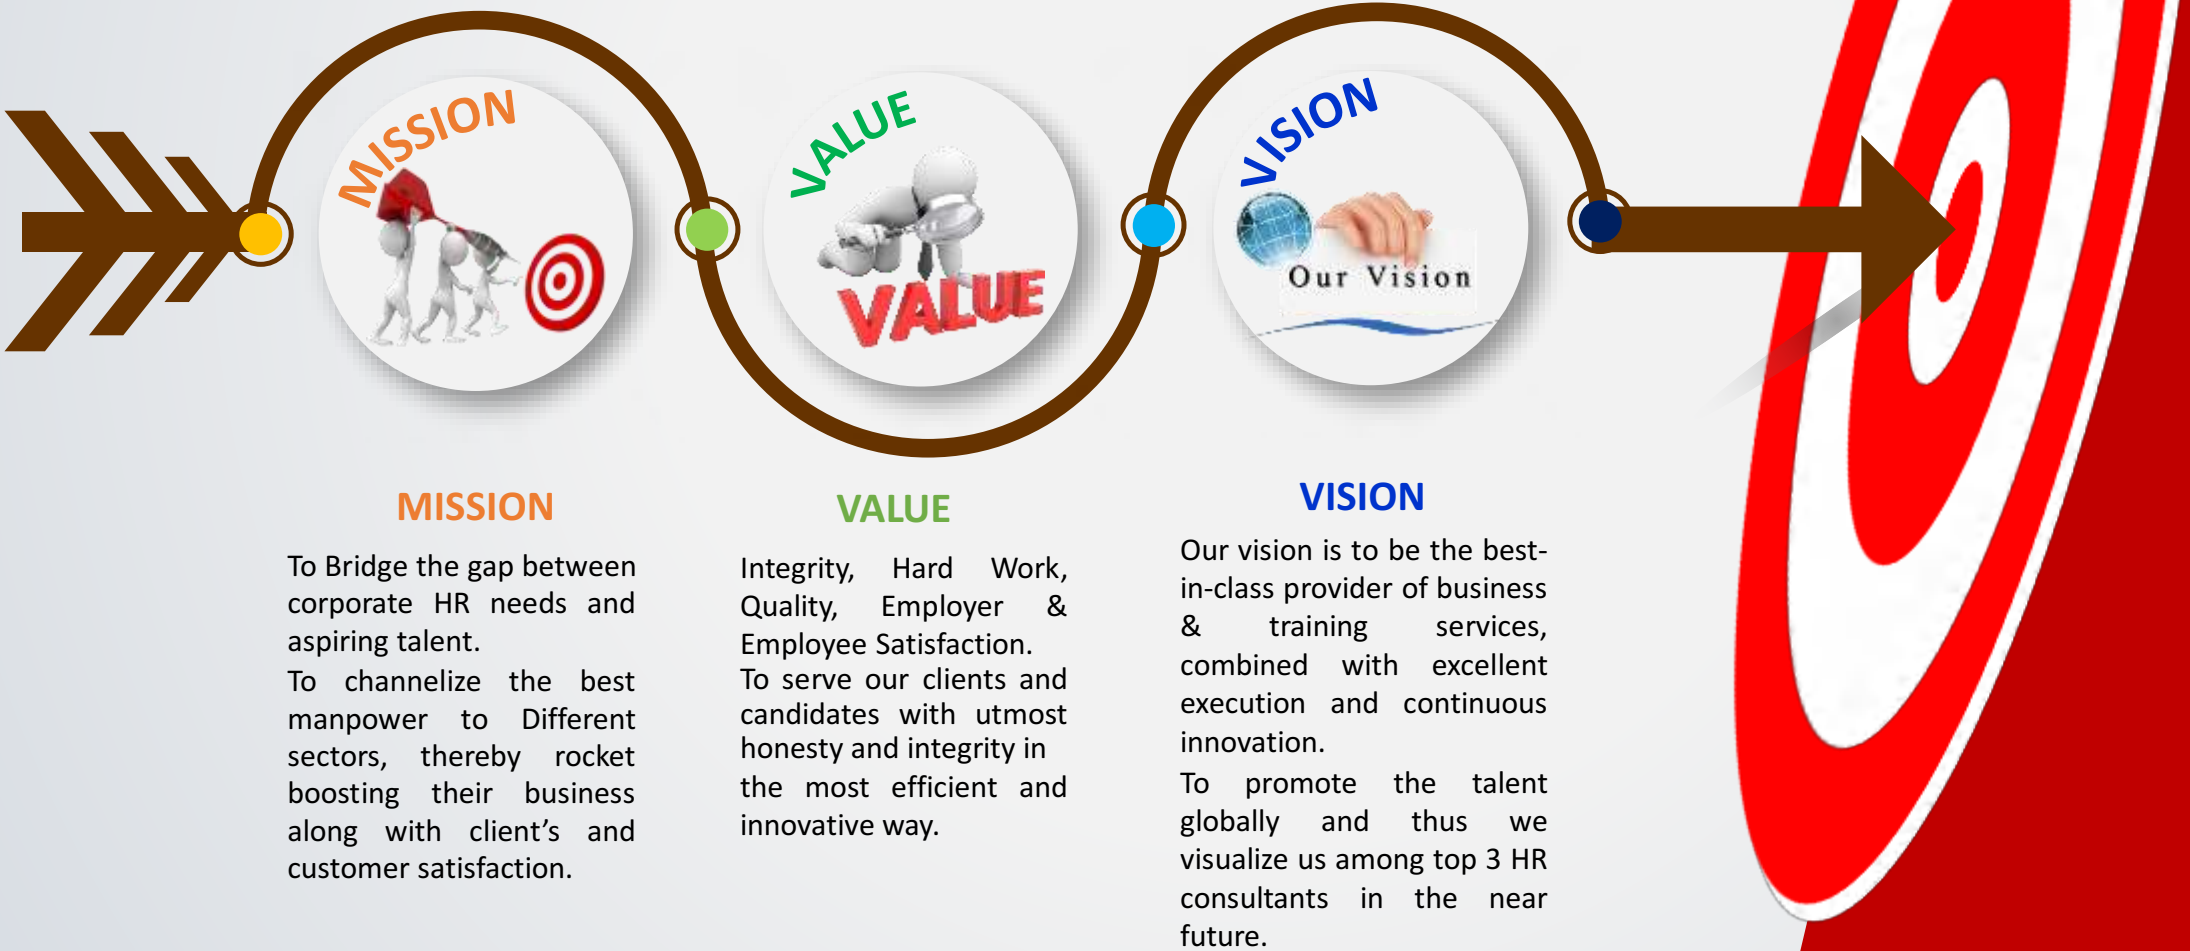 MISSION
VALUE
VISION
VALUE
Our Vision
MISSION
To Bridge the gap between
corporate HR needs and
aspiring talent.
To channelize the best
manpower to Different
sectors, thereby rocket
boosting their business
along with client’s and
customer satisfaction.
VALUE
Integrity, Hard Work,
Quality, Employer &
Employee Satisfaction.
To serve our clients and
candidates with utmost
honesty and integrity in
the most efficient and
innovative way.
VISION
Our vision is to be the best-
in-class provider of business
& training services,
combined with excellent
execution and continuous
innovation.
To promote the talent
globally and thus we
visualize us among top 3 HR
consultants in the near
future.